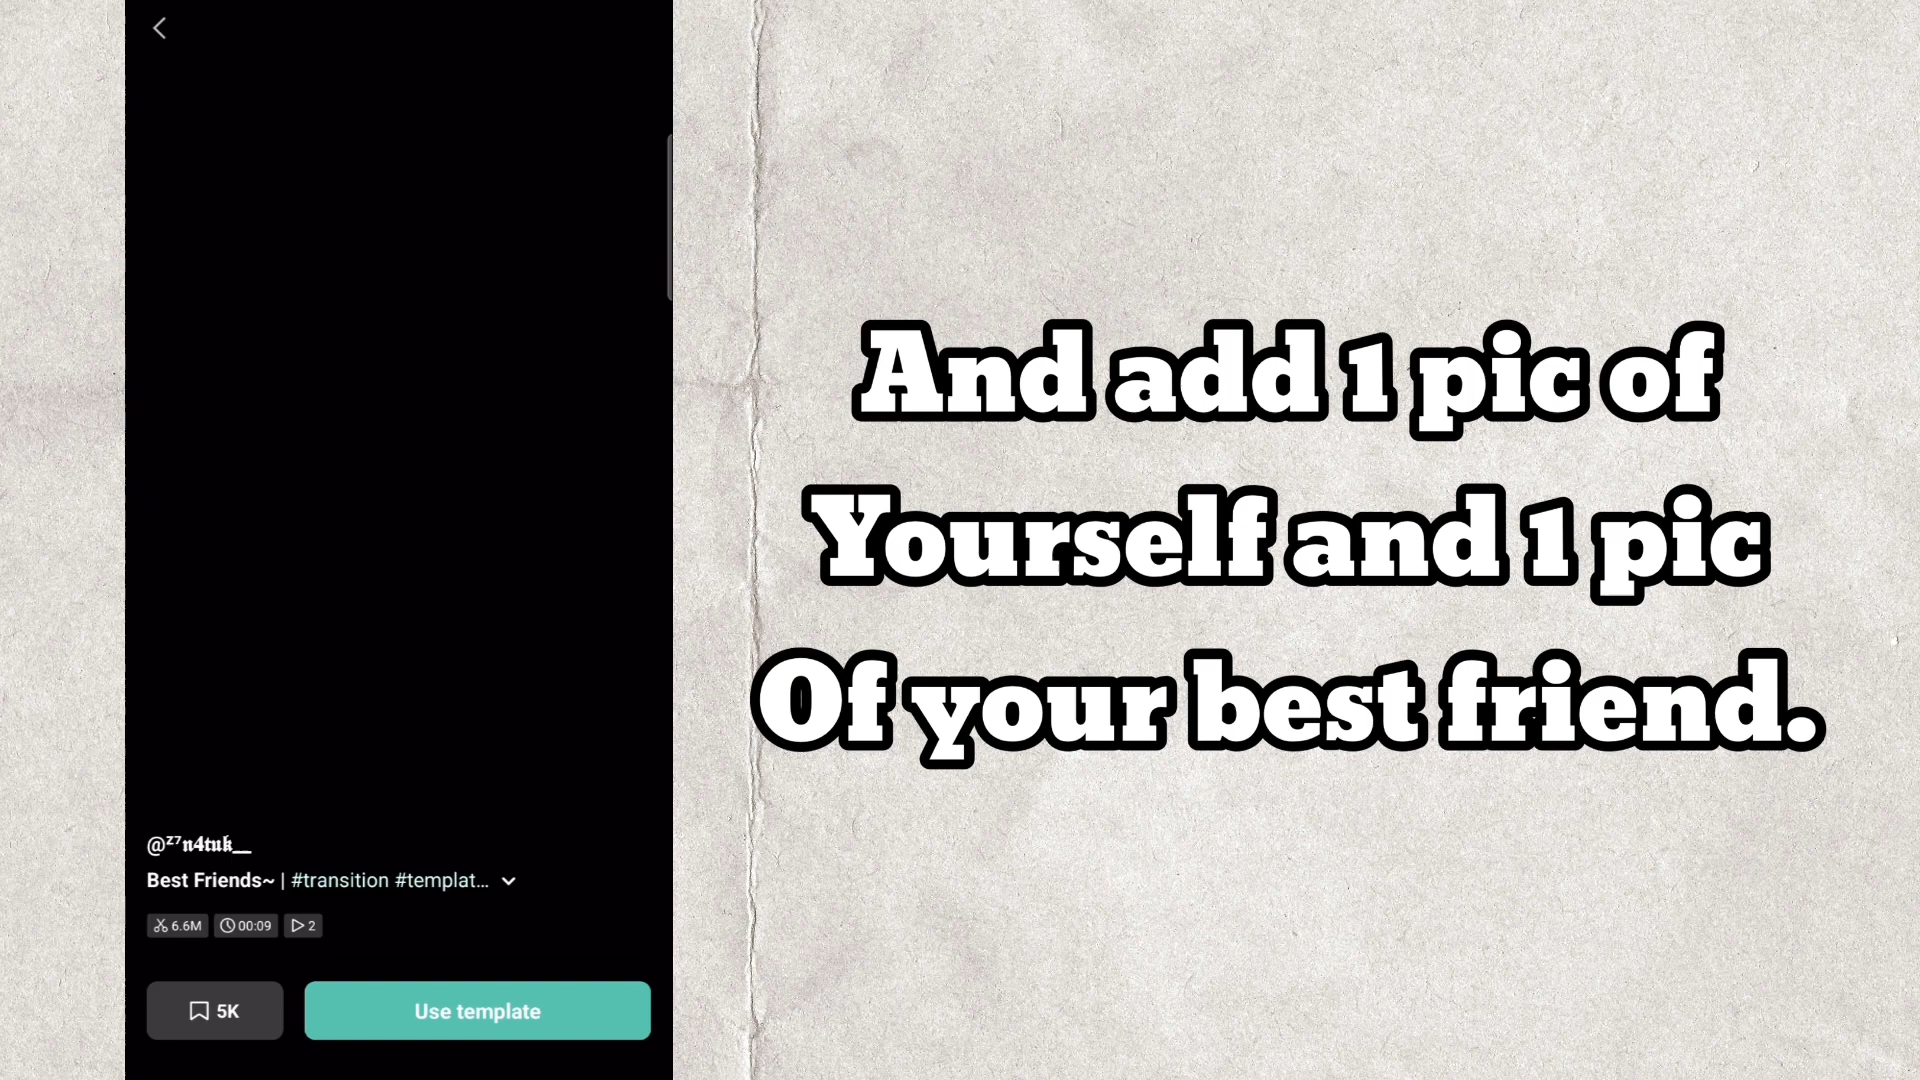 @ᶻ⁷𝖓4𝖙𝖚𝖐__
Best Friends~ | #transition #templat...
6.6M 00:09 2
5K
Use template
And add 1 pic of
Yourself and 1 pic
Of your best friend.